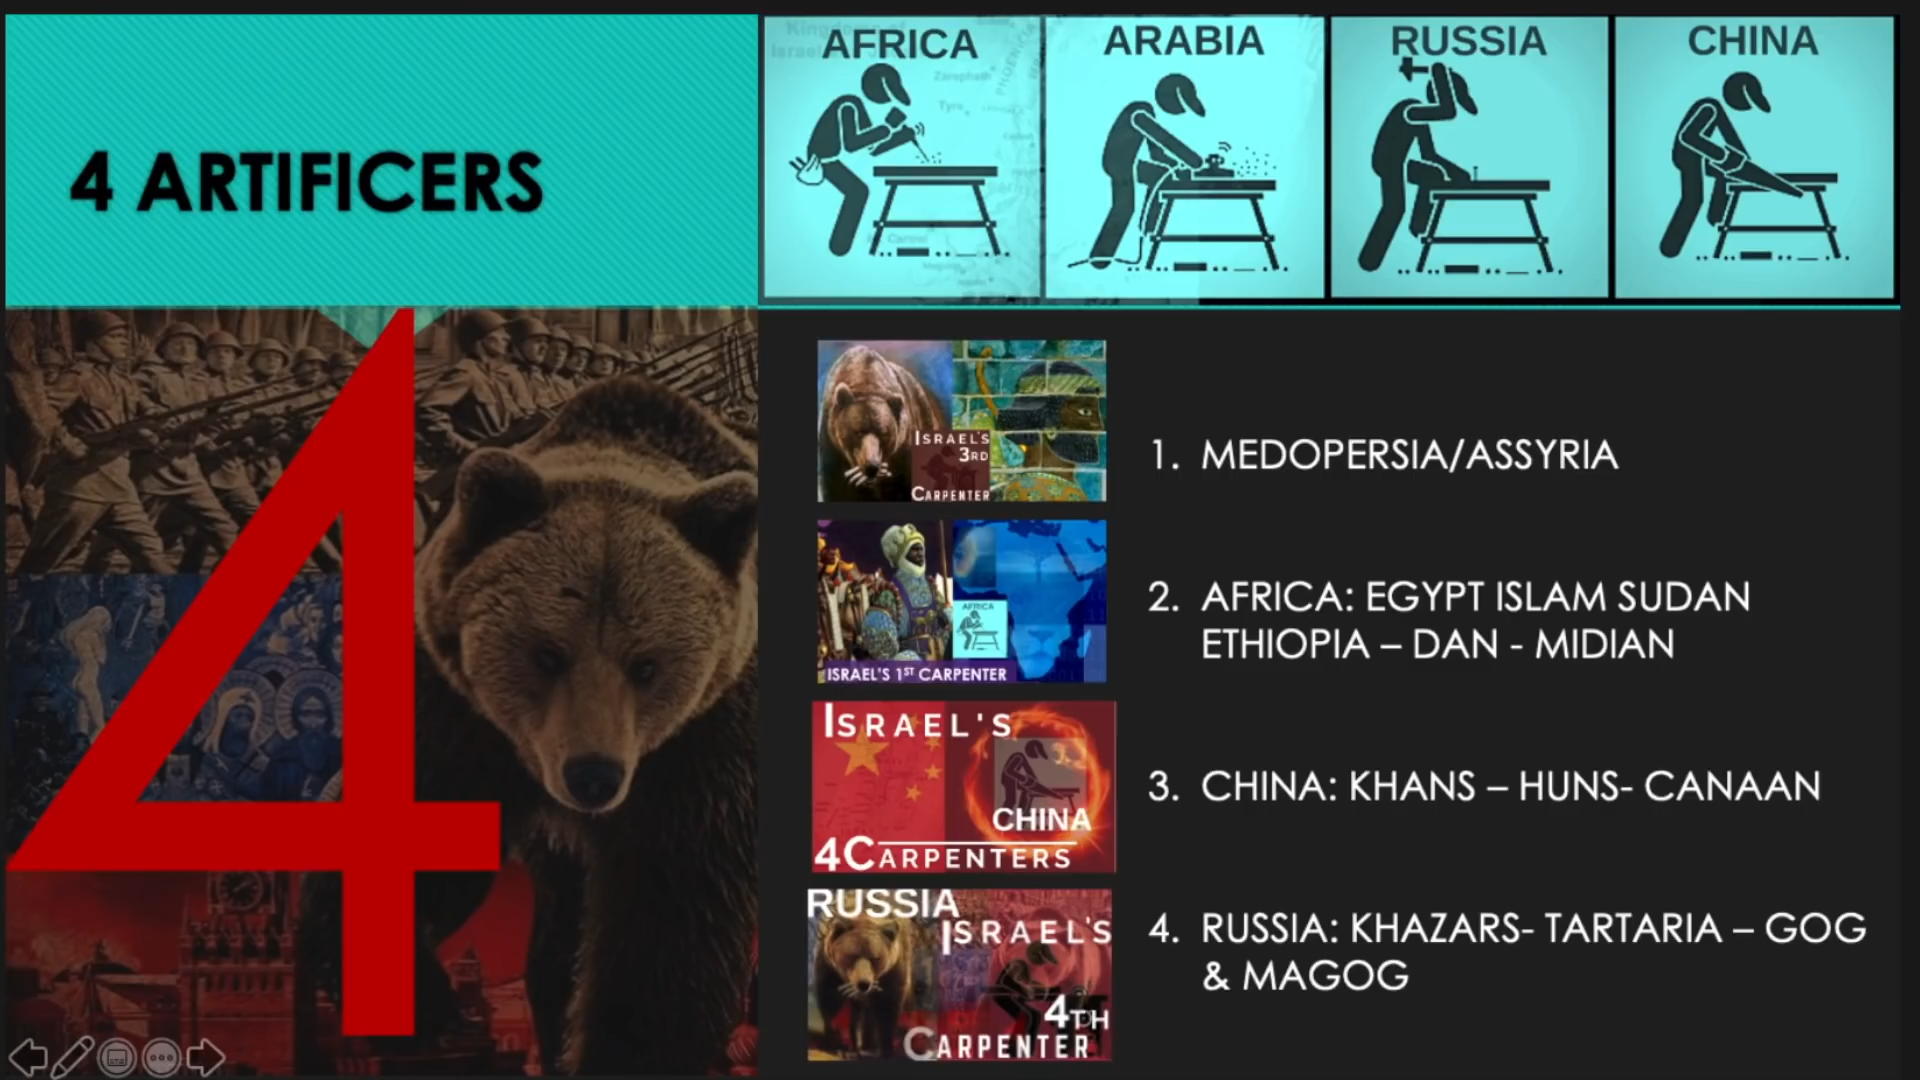 4 ARTIFICERS
AFRICA
ARABIA
RUSSIA
CHINA
ISRAEL'S
3RD
CARPENTER
1. MEDOPERSIA/ASSYRIA
AFRICA
ISRAEL'S 1ST CARPENTER
2. AFRICA: EGYPT ISLAM SUDAN
ETHIOPIA – DAN - MIDIAN
ISRAEL'S
CHINA
4CARPENTERS
3. CHINA: KHANS – HUNS- CANAAN
RUSSIA
ISRAEL'S
4TH
CARPENTER
4. RUSSIA: KHAZARS- TARTARIA – GOG
& MAGOG
4